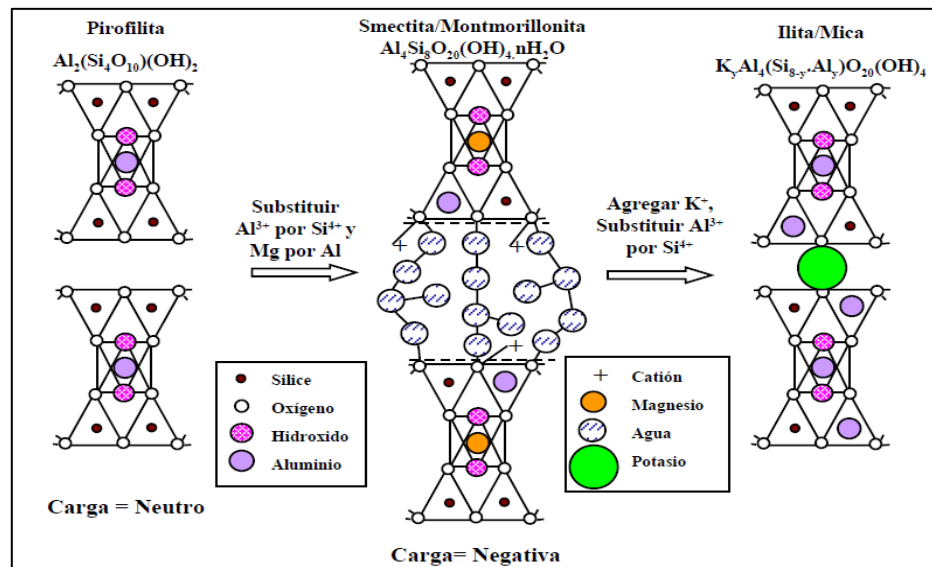 Pirofilita
Al₂(Si₄O₁₀)(OH)₂
Smectita/Montmorillonita
Al₄Si₈O₂₀(OH)₄.nH₂O
Ilita/Mica
KᵧAl₄(Si₈₋ᵧ.Alᵧ)O₂₀(OH)₄
Substituir
Al³⁺ por Si⁴⁺ y
Mg por Al
Agregar K⁺,
Substituir Al³⁺
por Si⁴⁺
+
+
+
Silice
Oxígeno
Hidroxido
Aluminio
+ Catión
Magnesio
Agua
Potasio
Carga = Neutro
Carga= Negativa